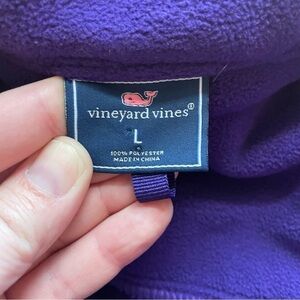 vineyard vines®
L
100% POLYESTER
MADE IN CHINA